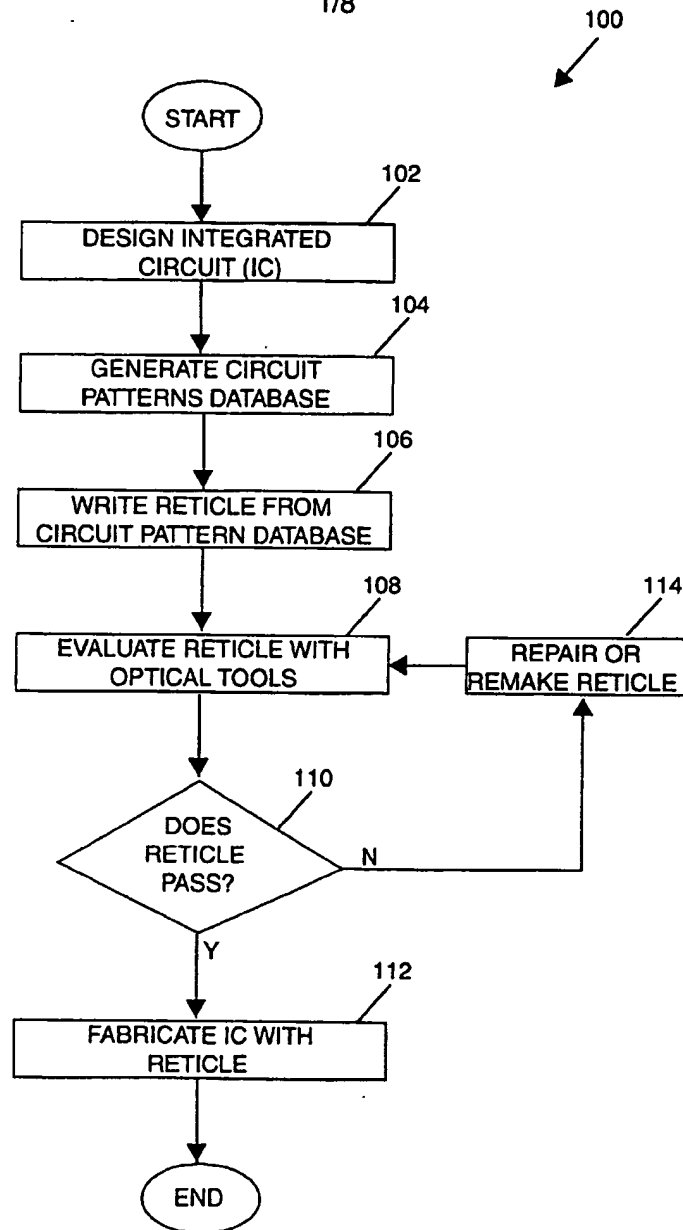 1/8
100
START
102
DESIGN INTEGRATED
CIRCUIT (IC)
104
GENERATE CIRCUIT
PATTERNS DATABASE
106
WRITE RETICLE FROM
CIRCUIT PATTERN DATABASE
108
EVALUATE RETICLE WITH
OPTICAL TOOLS
114
REPAIR OR
REMAKE RETICLE
110
DOES
RETICLE
PASS?
N
Y
112
FABRICATE IC WITH
RETICLE
END